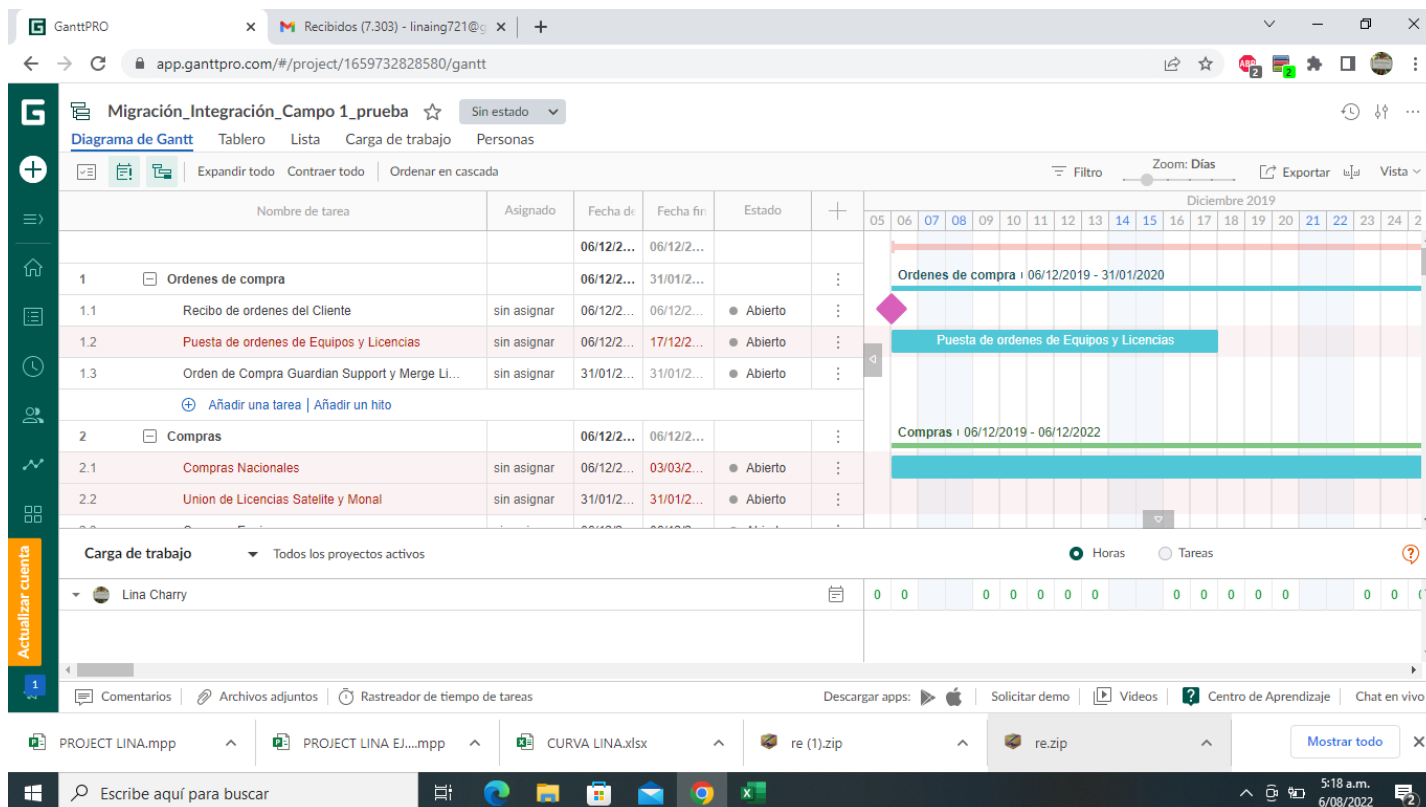 GanttPRO
Recibidos (7.303) - linaing721@g
app.ganttpro.com/#/project/1659732828580/gantt
ABP 2
2
G
Migración_Integración_Campo 1_prueba
Sin estado
Diagrama de Gantt Tablero Lista Carga de trabajo Personas
Expandir todo Contraer todo Ordenar en cascada
Filtro
Zoom: Días
Exportar
Vista
Nombre de tarea Asignado Fecha de Fecha fin Estado
Diciembre 2019
05 06 07 08 09 10 11 12 13 14 15 16 17 18 19 20 21 22 23 24 2
06/12/2... 06/12/2...
1 Ordenes de compra 06/12/2... 31/01/2...
Ordenes de compra 06/12/2019 - 31/01/2020
1.1 Recibo de ordenes del Cliente sin asignar 06/12/2... 06/12/2... Abierto
1.2 Puesta de ordenes de Equipos y Licencias sin asignar 06/12/2... 17/12/2... Abierto
Puesta de ordenes de Equipos y Licencias
1.3 Orden de Compra Guardian Support y Merge Li... sin asignar 31/01/2... 31/01/2... Abierto
Añadir una tarea | Añadir un hito
2 Compras 06/12/2... 06/12/2...
Compras 06/12/2019 - 06/12/2022
2.1 Compras Nacionales sin asignar 06/12/2... 03/03/2... Abierto
2.2 Union de Licencias Satelite y Monal sin asignar 31/01/2... 31/01/2... Abierto
Carga de trabajo Todos los proyectos activos
Horas Tareas
Lina Charry
0 0 0 0 0 0 0 0 0 0 0 0 0 0
Actualizar cuenta
1
Comentarios Archivos adjuntos Rastreador de tiempo de tareas
Descargar apps: Solicitar demo Videos Centro de Aprendizaje Chat en vivo
PROJECT LINA.mpp
PROJECT LINA EJ....mpp
CURVA LINA.xlsx
re (1).zip
re.zip
Mostrar todo
Escribe aquí para buscar
5:18 a.m.
6/08/2022
2